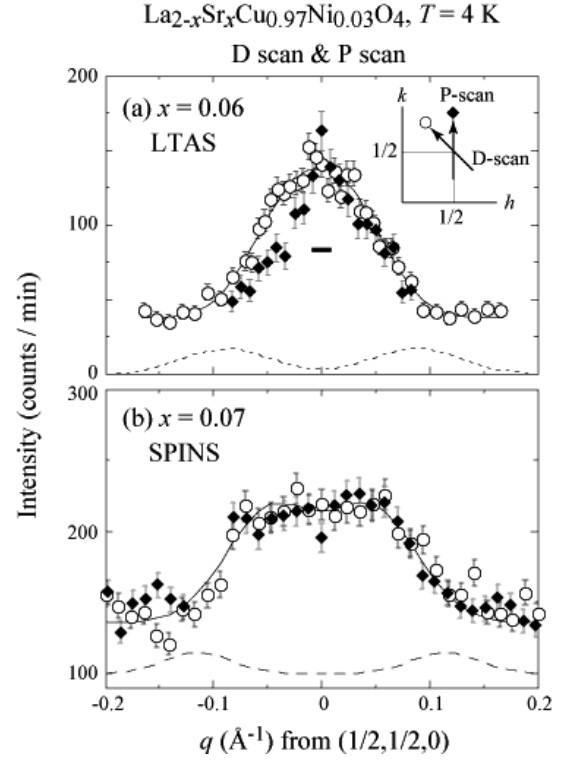 La₂₋ₓSrₓCu₀.₉₇Ni₀.₀₃O₄, T = 4 K
D scan & P scan
200
(a) x = 0.06
LTAS
k
P-scan
1/2
D-scan
1/2
h
100
0
Intensity (counts / min)
300
(b) x = 0.07
SPINS
200
100
-0.2 -0.1 0 0.1 0.2
q (Å⁻¹) from (1/2,1/2,0)